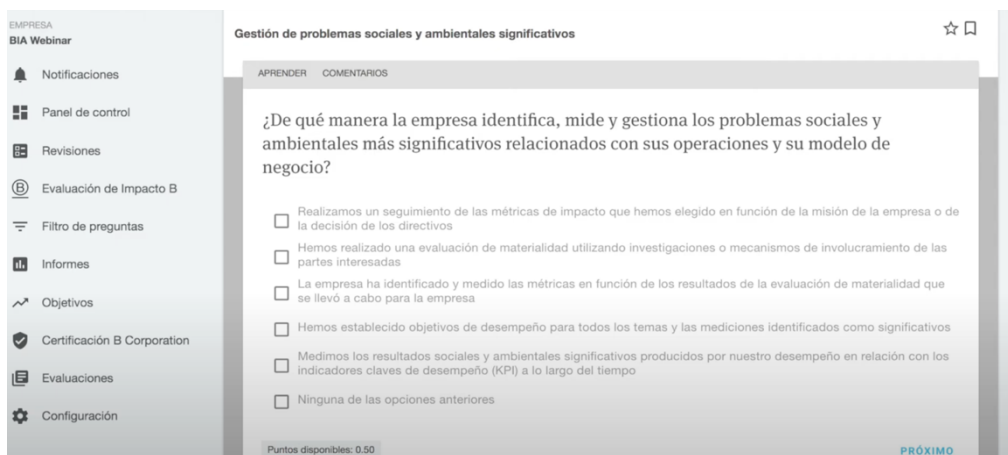 EMPRESA
BIA Webinar
Notificaciones
Panel de control
Revisiones
Evaluación de Impacto B
Filtro de preguntas
Informes
Objetivos
Certificación B Corporation
Evaluaciones
Configuración
Gestión de problemas sociales y ambientales significativos
APRENDER COMENTARIOS
¿De qué manera la empresa identifica, mide y gestiona los problemas sociales y
ambientales más significativos relacionados con sus operaciones y su modelo de
negocio?
Realizamos un seguimiento de las métricas de impacto que hemos elegido en función de la misión de la empresa o de
la decisión de los directivos
Hemos realizado una evaluación de materialidad utilizando investigaciones o mecanismos de involucramiento de las
partes interesadas
La empresa ha identificado y medido las métricas en función de los resultados de la evaluación de materialidad que
se llevó a cabo para la empresa
Hemos establecido objetivos de desempeño para todos los temas y las mediciones identificados como significativos
Medimos los resultados sociales y ambientales significativos producidos por nuestro desempeño en relación con los
indicadores claves de desempeño (KPI) a lo largo del tiempo
Ninguna de las opciones anteriores
Puntos disponibles: 0.50
PRÓXIMO